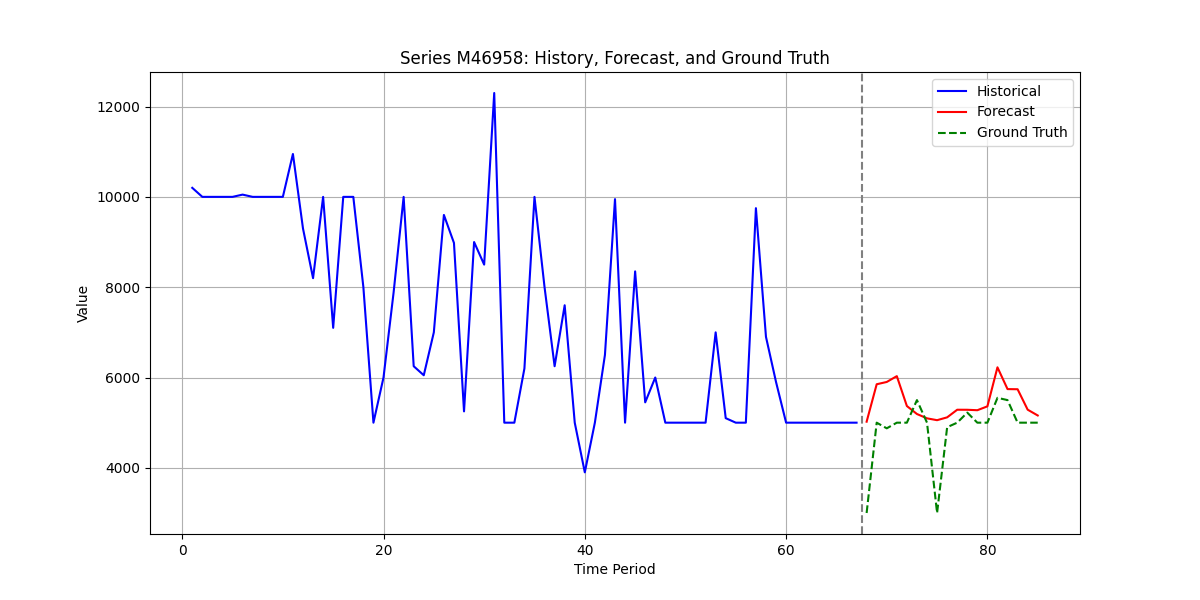 Series M46958: History, Forecast, and Ground Truth
Historical
Forecast
Ground Truth
12000
10000
8000
6000
4000
Value
0 20 40 60 80
Time Period